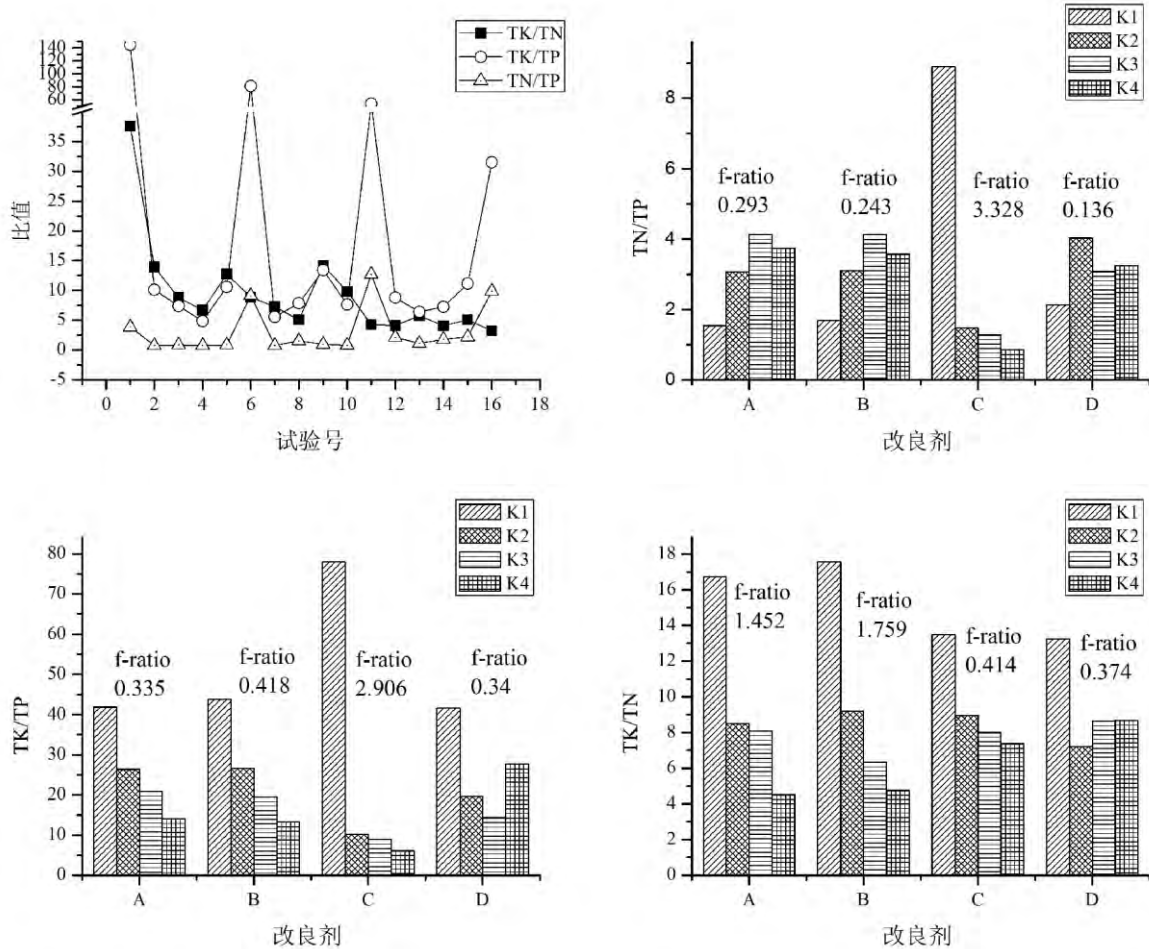 TK/TN
TK/TP
TN/TP
140
120
100
80
60
35
30
25
20
15
10
5
0
-5
比值
0 2 4 6 8 10 12 14 16 18
试验号
K1
K2
K3
K4
8
6
4
2
0
TN/TP
f-ratio
0.293
f-ratio
0.243
f-ratio
3.328
f-ratio
0.136
A B C D
改良剂
K1
K2
K3
K4
80
70
60
50
40
30
20
10
0
TK/TP
f-ratio
0.335
f-ratio
0.418
f-ratio
2.906
f-ratio
0.34
A B C D
改良剂
K1
K2
K3
K4
18
16
14
12
10
8
6
4
2
0
TK/TN
f-ratio
1.452
f-ratio
1.759
f-ratio
0.414
f-ratio
0.374
A B C D
改良剂